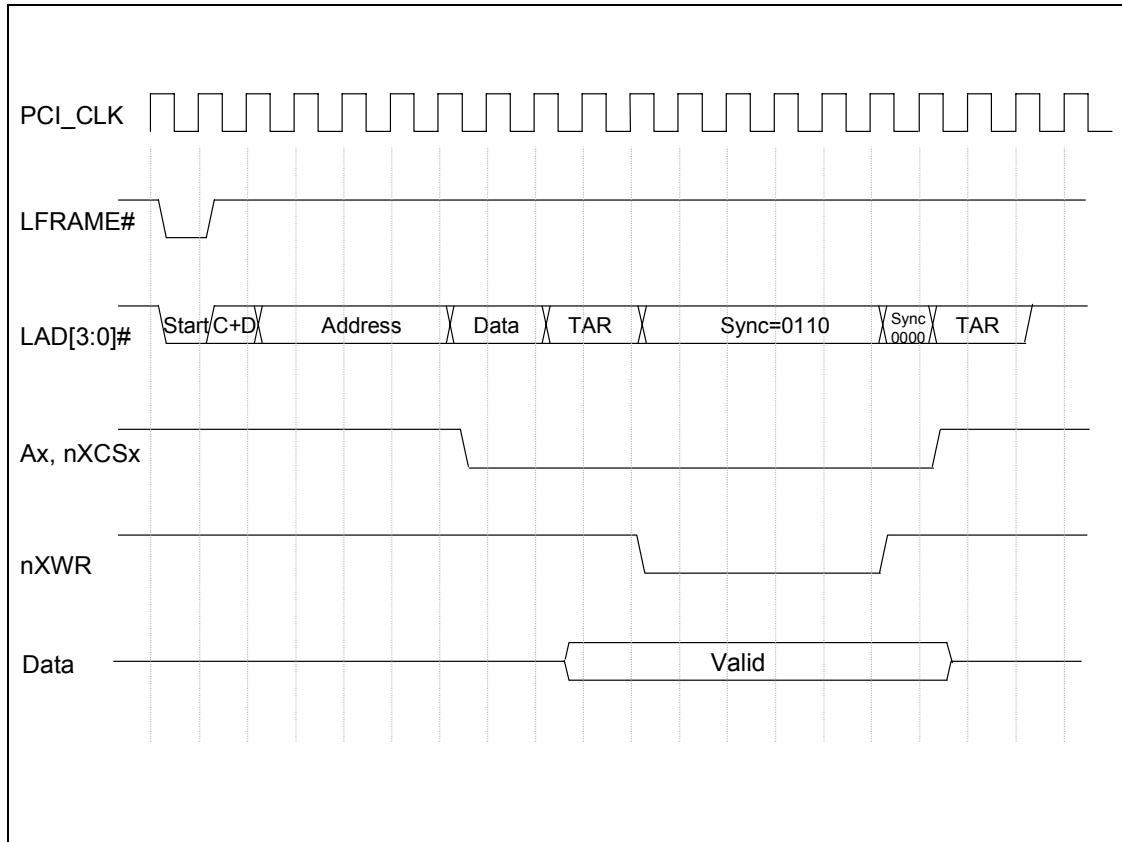 PCI_CLK
LFRAME#
LAD[3:0]#
Start
C+D
Address
Data
TAR
Sync=0110
Sync
0000
TAR
Ax, nXCSx
nXWR
Data
Valid